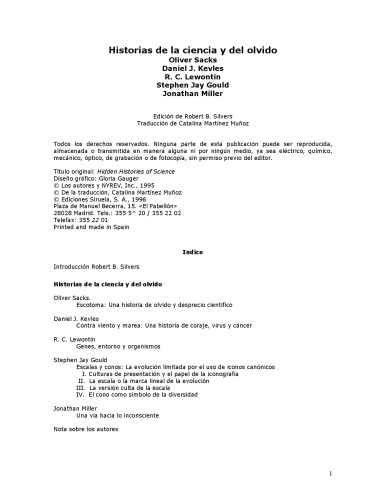 Historias de la ciencia y del olvido
Oliver Sacks
Daniel J. Kevles
R. C. Lewontin
Stephen Jay Gould
Jonathan Miller
Edición de Robert B. Silvers
Traducción de Catalina Martínez Muñoz
Todos los derechos reservados. Ninguna parte de esta publicación puede ser reproducida,
almacenada o transmitida en manera alguna ni por ningún medio, ya sea eléctrico, químico,
mecánico, óptico, de grabación o de fotocopia, sin permiso previo del editor.
Título original: Hidden Histories of Science
Diseño gráfico: Gloria Gauger
© Los autores y NYREV, Inc., 1995
© De la traducción, Catalina Martínez Muñoz
© Ediciones Siruela, S. A., 1996
Plaza de Manuel Becerra, 15. «El Pabellón»
28028 Madrid. Tels.: 355 5^ 20 / 355 22 02
Telefax: 355 22 01
Printed and made in Spain
Indice
Introducción Robert B. Silvers
Historias de la ciencia y del olvido
Oliver Sacks.
Escotoma: Una historia de olvido y desprecio científico
Daniel J. Kevles
Contra viento y marea: Una historia de coraje, virus y cáncer
R. C. Lewontin
Genes, entorno y organismos
Stephen Jay Gould
Escalas y conos: La evolución limitada por el uso de iconos canónicos
I. Culturas de presentación y el papel de la iconografía
II. La escala o la marca lineal de la evolución
III. La versión culta de la escala
IV. El cono como símbolo de la diversidad
Jonathan Miller
Una vía hacia lo inconsciente
Nota sobre los autores
1